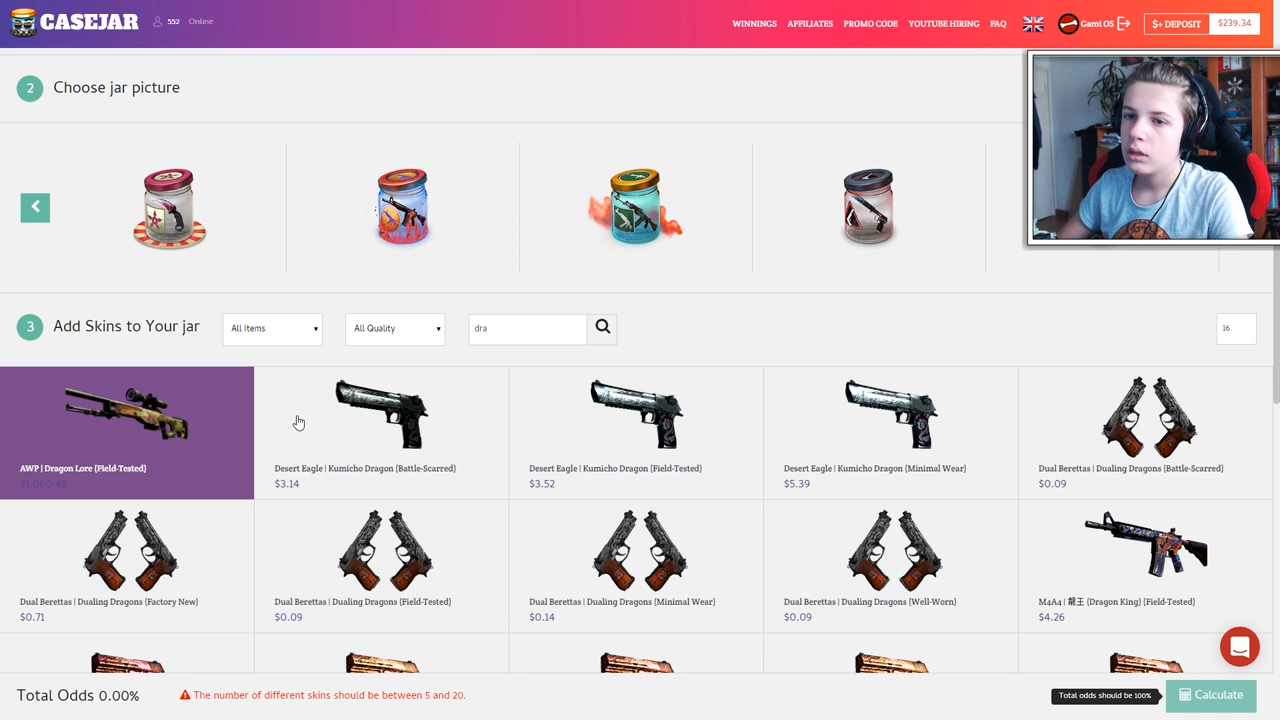 CASEJAR
552 Online
WINNINGS AFFILIATES PROMO CODE YOUTUBE HIRING FAQ
Gami OS
$+ DEPOSIT $239.34
2 Choose jar picture
3 Add Skins to Your jar
All Items
All Quality
dra
16
AWP | Dragon Lore (Field-Tested)
$1,060.48
Desert Eagle | Kumicho Dragon (Battle-Scarred)
$3.14
Desert Eagle | Kumicho Dragon (Field-Tested)
$3.52
Desert Eagle | Kumicho Dragon (Minimal Wear)
$5.39
Dual Berettas | Dualing Dragons (Battle-Scarred)
$0.09
Dual Berettas | Dualing Dragons (Factory New)
$0.71
Dual Berettas | Dualing Dragons (Field-Tested)
$0.09
Dual Berettas | Dualing Dragons (Minimal Wear)
$0.14
Dual Berettas | Dualing Dragons (Well-Worn)
$0.09
M4A4 | 龍王 (Dragon King) (Field-Tested)
$4.26
Total Odds 0.00%
The number of different skins should be between 5 and 20.
Total odds should be 100%
Calculate